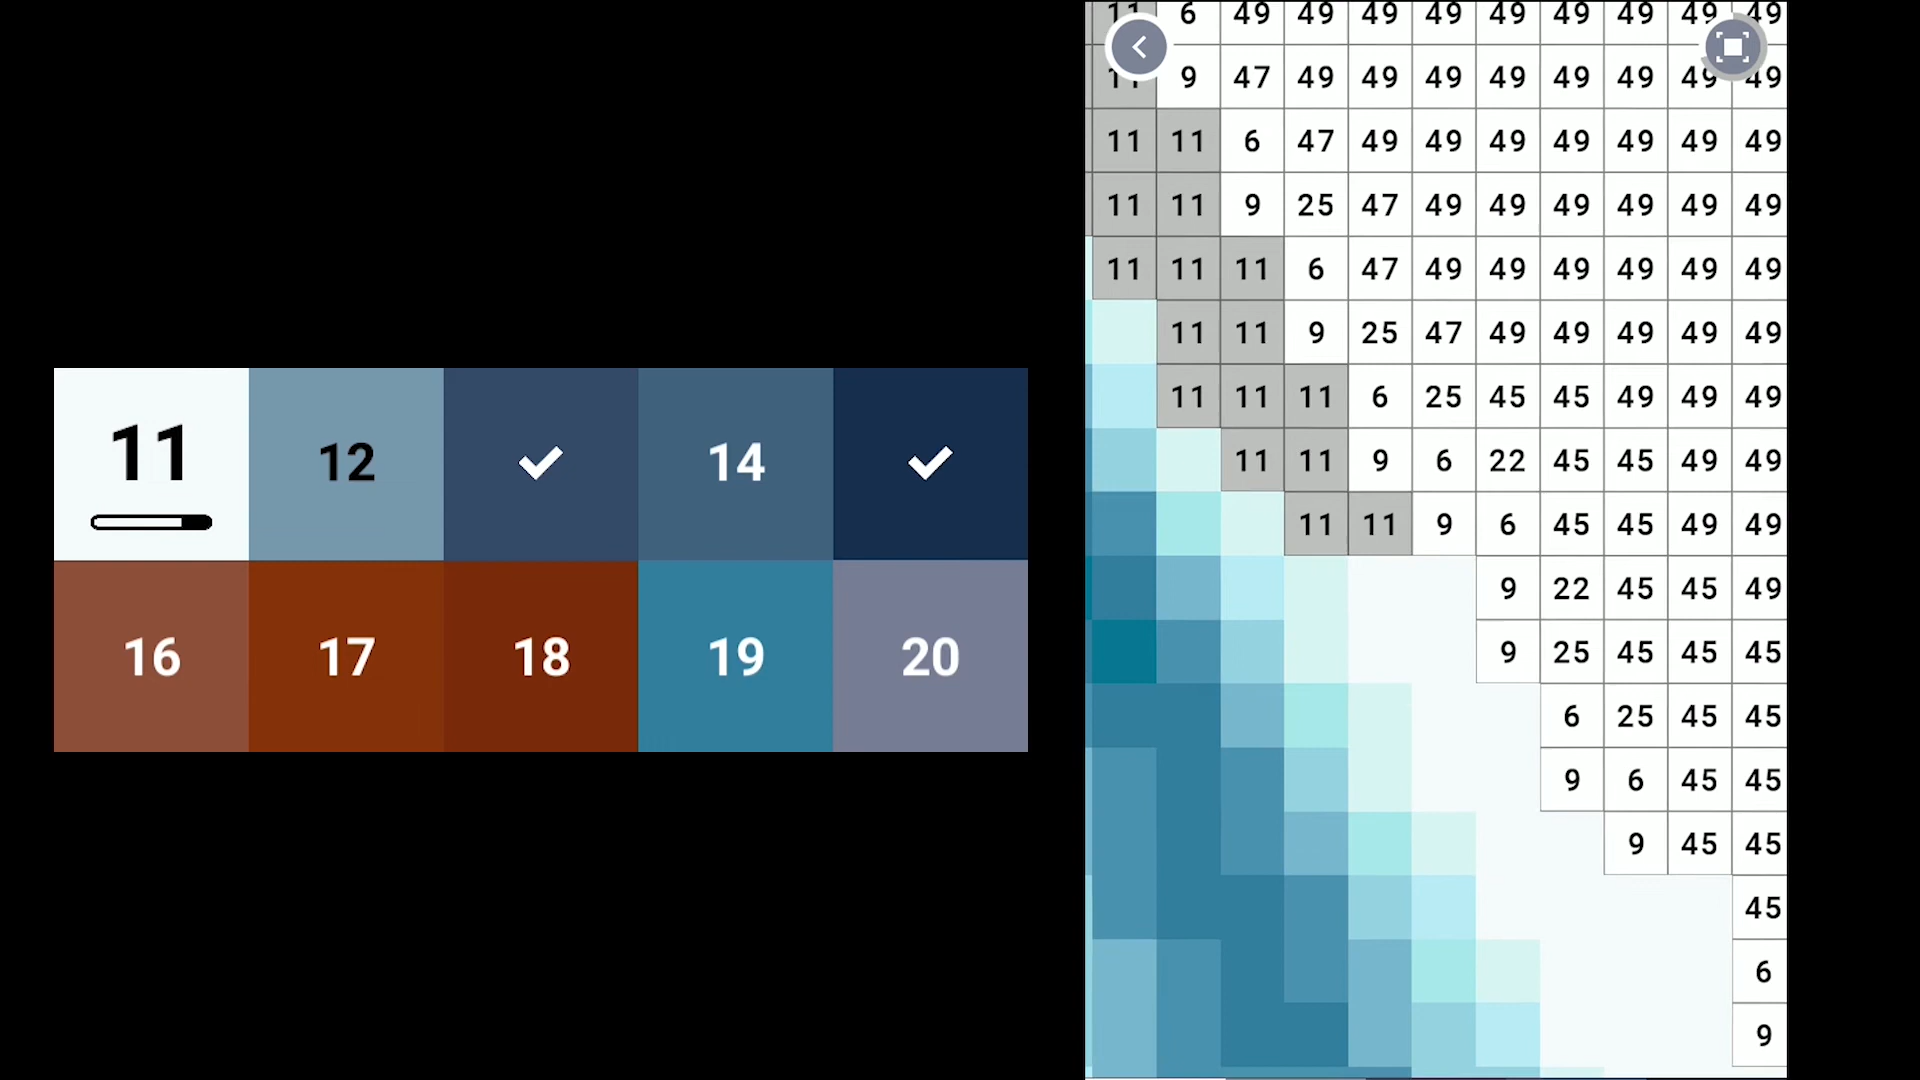 11 12 14
16 17 18 19 20
11 6 49 49 49 49 49 49 49 49 49
11 9 47 49 49 49 49 49 49 49 49
11 11 6 47 49 49 49 49 49 49 49
11 11 9 25 47 49 49 49 49 49 49
11 11 11 6 47 49 49 49 49 49 49
11 11 9 25 47 49 49 49 49 49
11 11 11 6 25 45 45 49 49 49
11 11 9 6 22 45 45 49 49
11 11 9 6 45 45 49 49
9 22 45 45 49
9 25 45 45 45
6 25 45 45
9 6 45 45
9 45 45
45
6
9